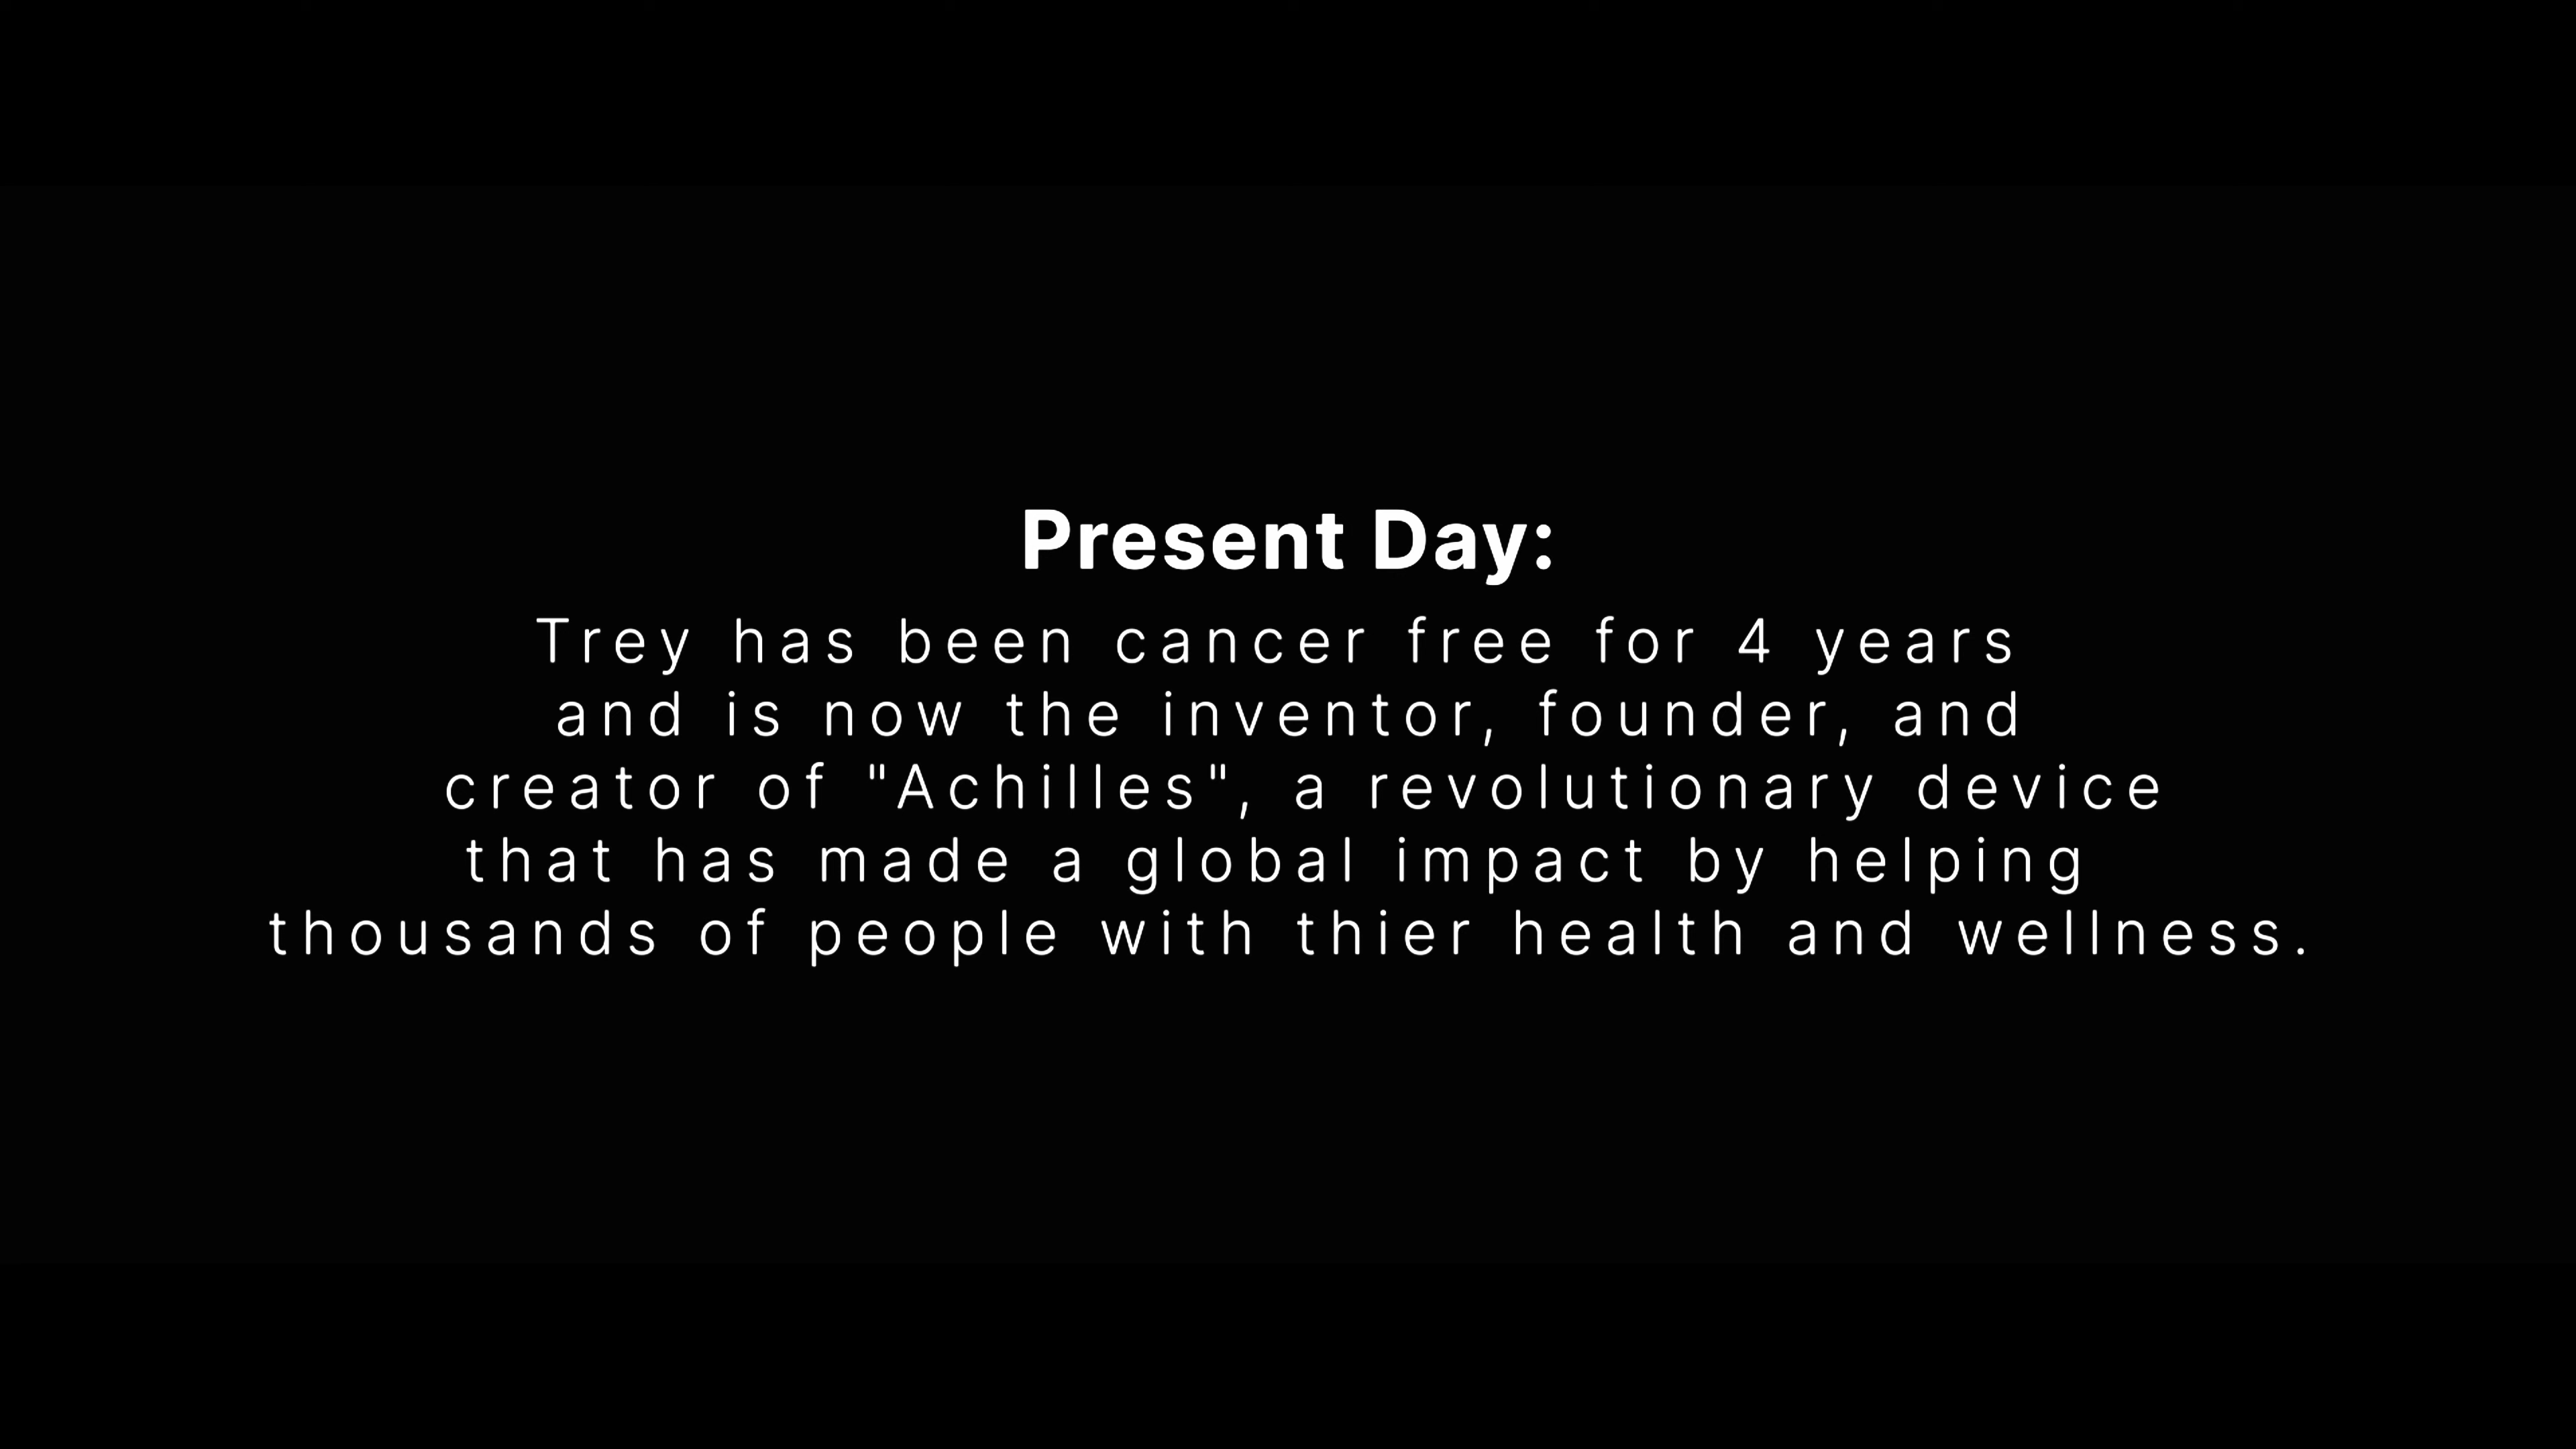 Present Day:
Trey has been cancer free for 4 years
and is now the inventor, founder, and
creator of "Achilles", a revolutionary device
that has made a global impact by helping
thousands of people with thier health and wellness.